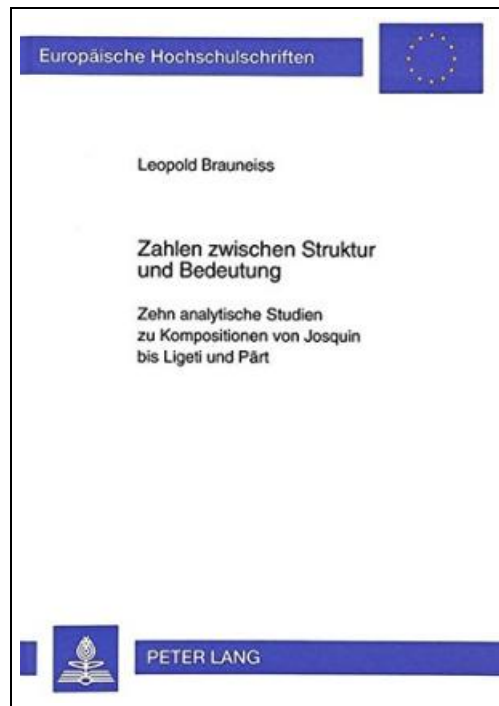 Europäische Hochschulschriften
Leopold Brauneiss
Zahlen zwischen Struktur
und Bedeutung
Zehn analytische Studien
zu Kompositionen von Josquin
bis Ligeti und Pärt
PETER LANG